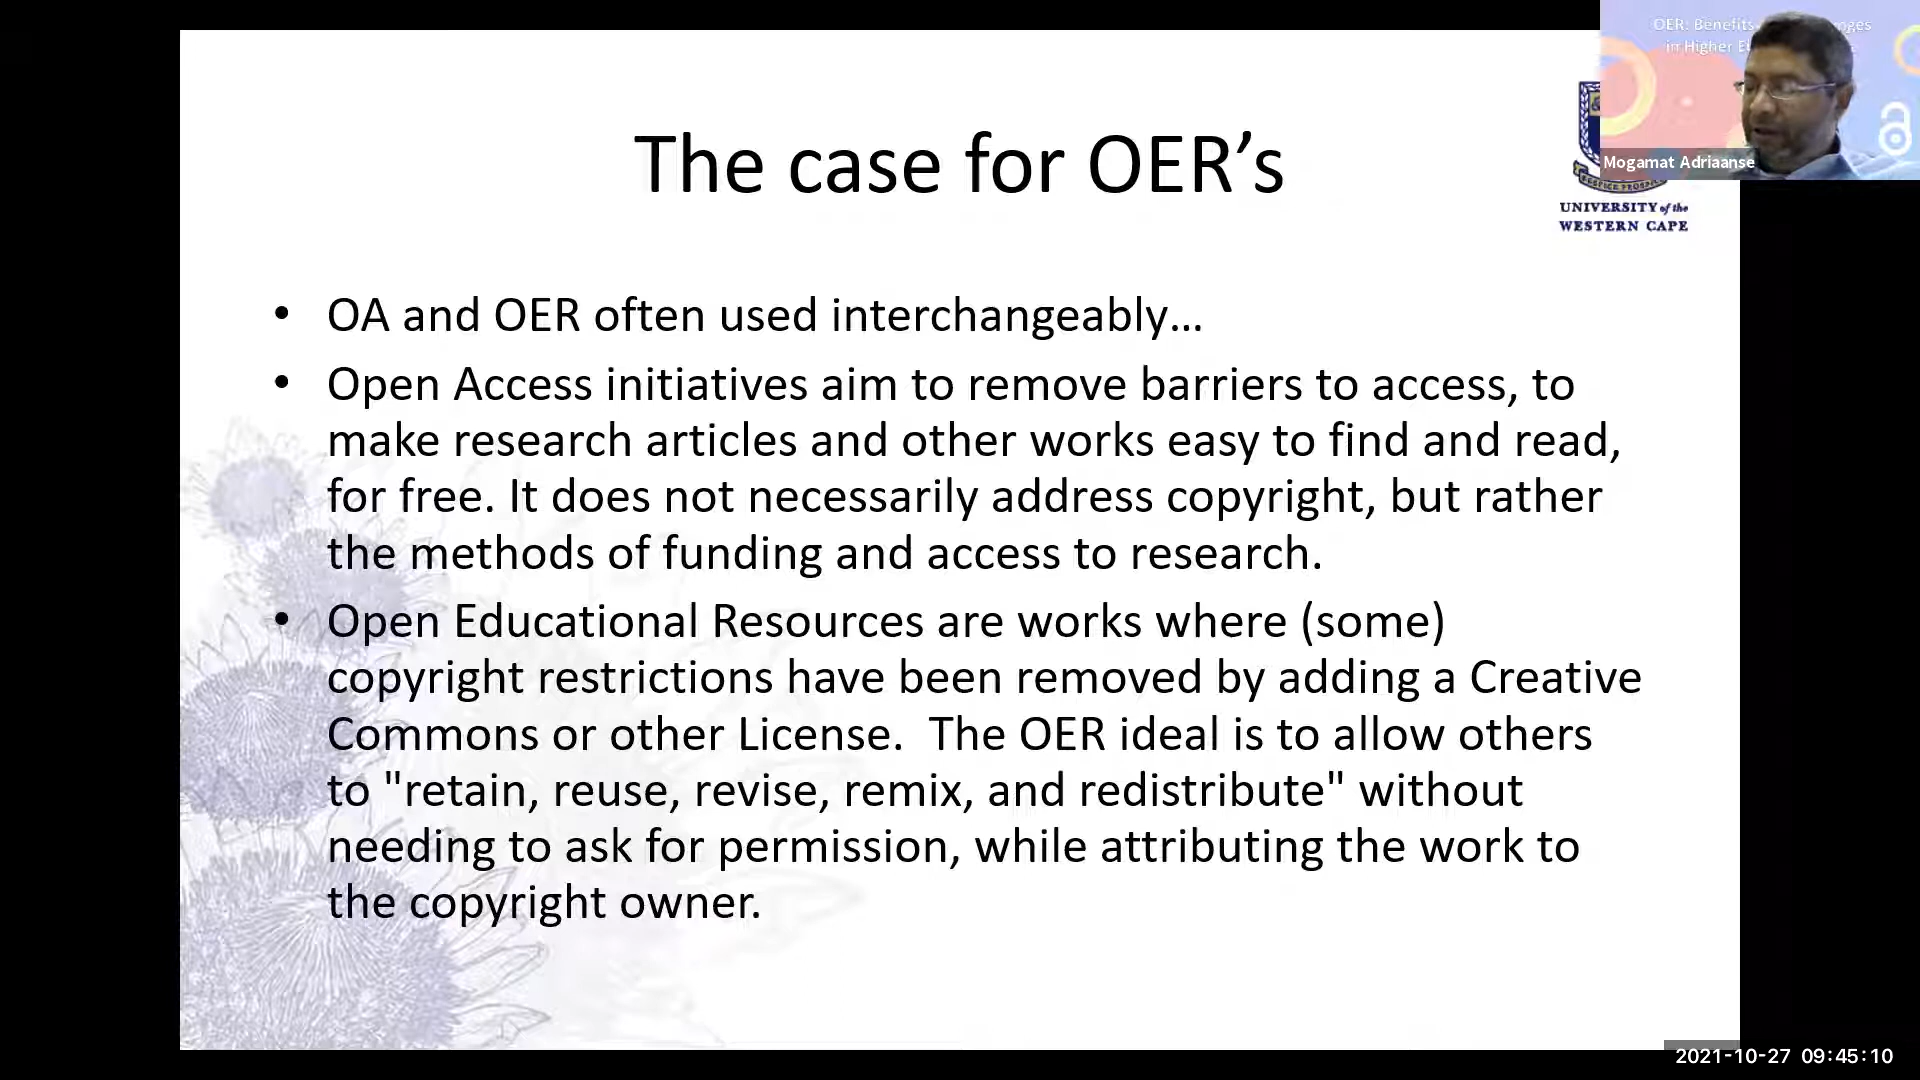 OER: Benefits
in Higher
The case for OER’s
Mogamat Adriaanse
UNIVERSITY of the
WESTERN CAPE
• OA and OER often used interchangeably…
• Open Access initiatives aim to remove barriers to access, to
make research articles and other works easy to find and read,
for free. It does not necessarily address copyright, but rather
the methods of funding and access to research.
• Open Educational Resources are works where (some)
copyright restrictions have been removed by adding a Creative
Commons or other License.  The OER ideal is to allow others
to "retain, reuse, revise, remix, and redistribute" without
needing to ask for permission, while attributing the work to
the copyright owner.
2021-10-27 09:45:10